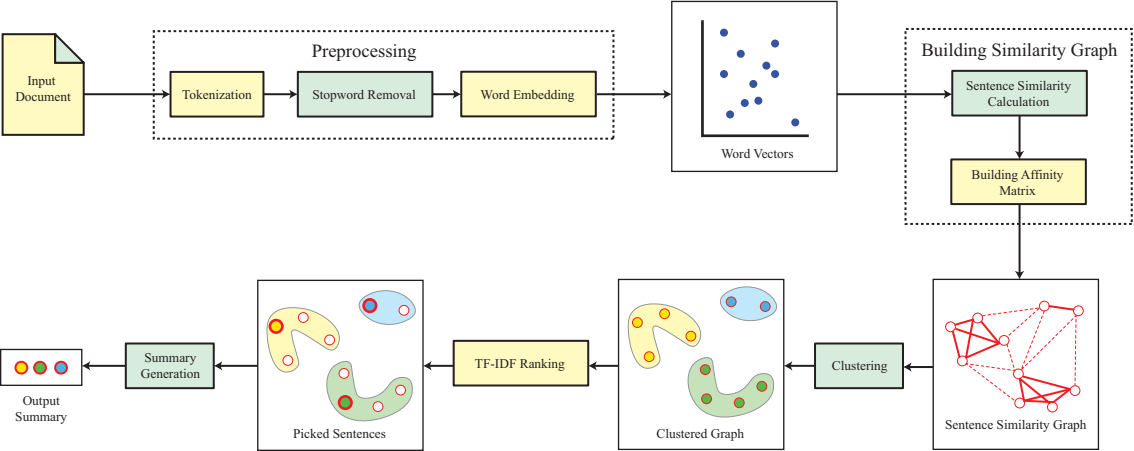 Input
Document
Preprocessing
Tokenization
Stopword Removal
Word Embedding
Word Vectors
Building Similarity Graph
Sentence Similarity
Calculation
Building Affinity
Matrix
Sentence Similarity Graph
Clustering
Clustered Graph
TF-IDF Ranking
Picked Sentences
Summary
Generation
Output
Summary